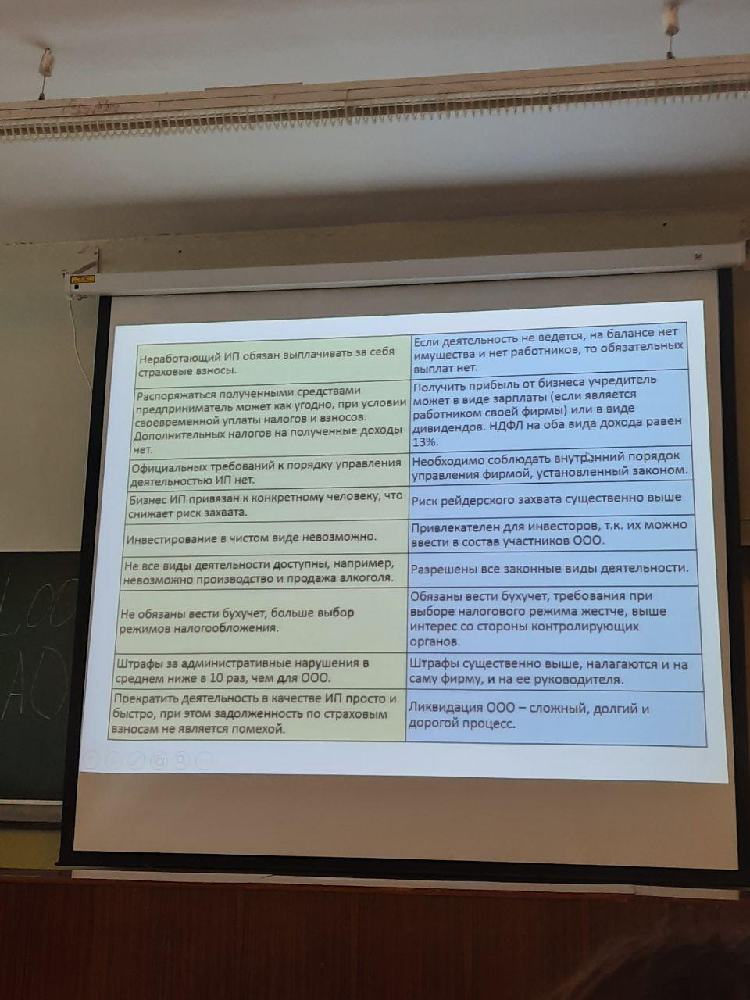 Неработающий ИП обязан выплачивать за себя
страховые взносы.
Если деятельность не ведется, на балансе нет
имущества и нет работников, то обязательных
выплат нет.
Распоряжаться полученными средствами
предприниматель может как угодно, при условии
своевременной уплаты налогов и взносов.
Дополнительных налогов на полученные доходы
нет.
Получить прибыль от бизнеса учредитель
может в виде зарплаты (если является
работником своей фирмы) или в виде
дивидендов. НДФЛ на оба вида дохода равен
13%.
Официальных требований к порядку управления
деятельностью ИП нет.
Необходимо соблюдать внутренний порядок
управления фирмой, установленный законом.
Бизнес ИП привязан к конкретному человеку, что
снижает риск захвата.
Риск рейдерского захвата существенно выше
Инвестирование в чистом виде невозможно.
Привлекателен для инвесторов, т.к. их можно
ввести в состав участников ООО.
Не все виды деятельности доступны, например,
невозможно производство и продажа алкоголя.
Разрешены все законные виды деятельности.
Не обязаны вести бухучет, больше выбор
режимов налогообложения.
Обязаны вести бухучет, требования при
выборе налогового режима жестче, выше
интерес со стороны контролирующих
органов.
Штрафы за административные нарушения в
среднем ниже в 10 раз, чем для ООО.
Штрафы существенно выше, налагаются и на
саму фирму, и на ее руководителя.
Прекратить деятельность в качестве ИП просто и
быстро, при этом задолженность по страховым
взносам не является помехой.
Ликвидация ООО – сложный, долгий и
дорогой процесс.